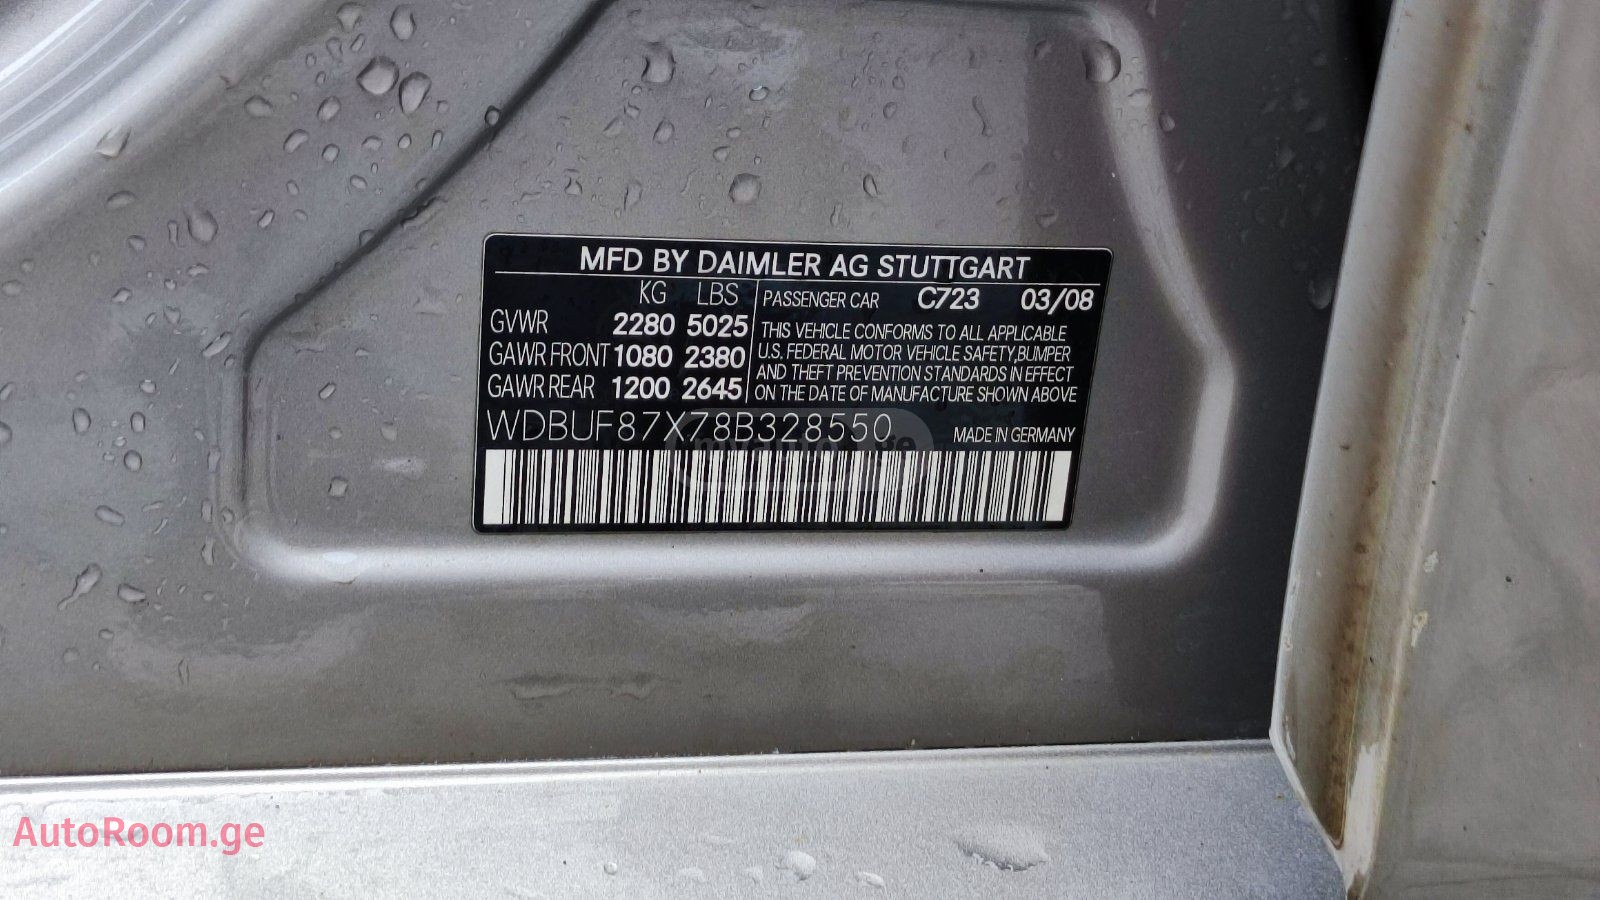 MFD BY DAIMLER AG STUTTGART
KG LBS
GVWR 2280 5025
GAWR FRONT 1080 2380
GAWR REAR 1200 2645
PASSENGER CAR C723 03/08
THIS VEHICLE CONFORMS TO ALL APPLICABLE
U.S. FEDERAL MOTOR VEHICLE SAFETY,BUMPER
AND THEFT PREVENTION STANDARDS IN EFFECT
ON THE DATE OF MANUFACTURE SHOWN ABOVE
WDBUF87X78B328550
MADE IN GERMANY
myauto.ge
AutoRoom.ge